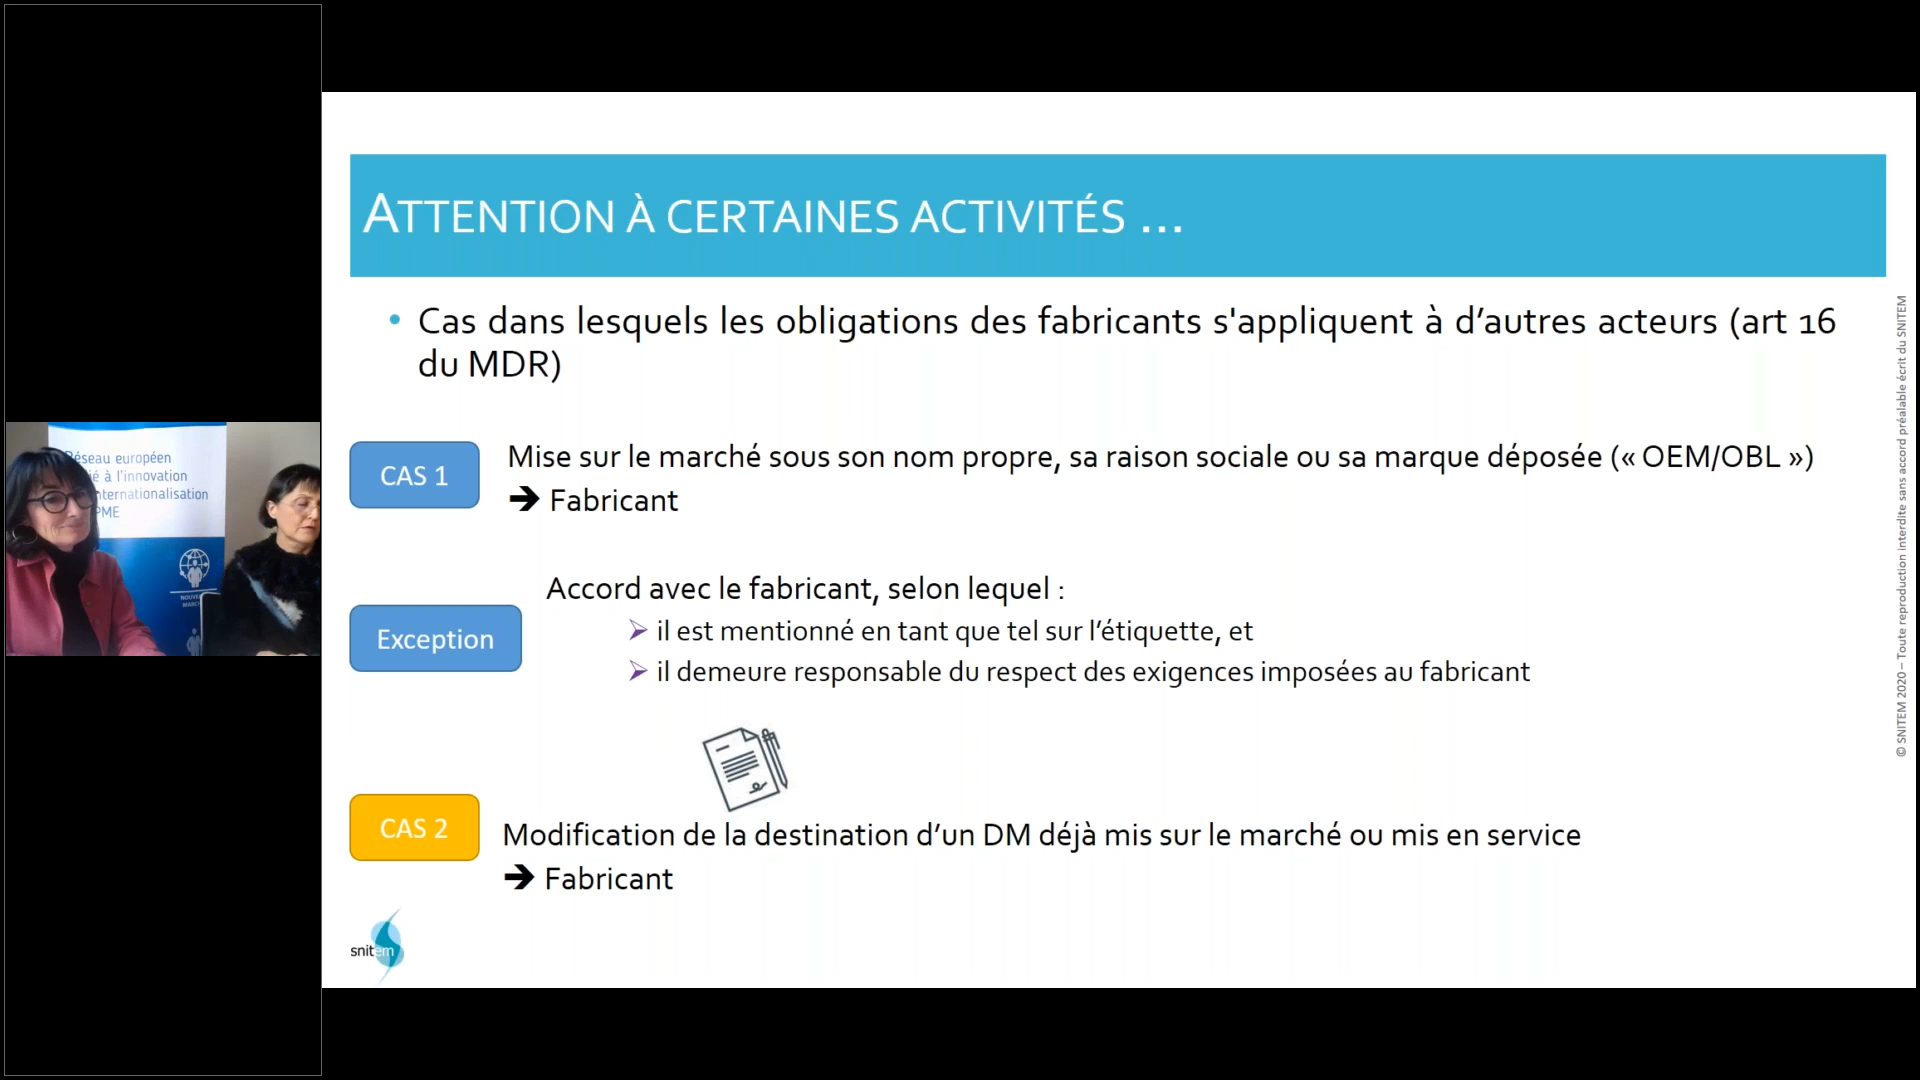 ATTENTION À CERTAINES ACTIVITÉS ...
• Cas dans lesquels les obligations des fabricants s'appliquent à d’autres acteurs (art 16
du MDR)
CAS 1
Mise sur le marché sous son nom propre, sa raison sociale ou sa marque déposée (« OEM/OBL »)
➔ Fabricant
Exception
Accord avec le fabricant, selon lequel :
➢ il est mentionné en tant que tel sur l’étiquette, et
➢ il demeure responsable du respect des exigences imposées au fabricant
CAS 2
Modification de la destination d’un DM déjà mis sur le marché ou mis en service
➔ Fabricant
snitem
© SNITEM 2020 – Toute reproduction interdite sans accord préalable écrit du SNITEM
européen
à l'innovation
PME